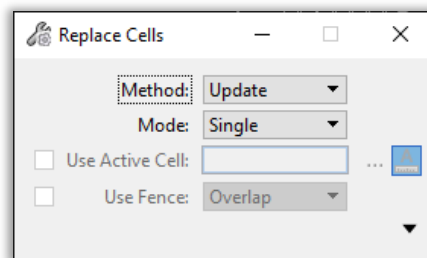 Replace Cells
Method: Update
Mode: Single
Use Active Cell: ...
Use Fence: Overlap